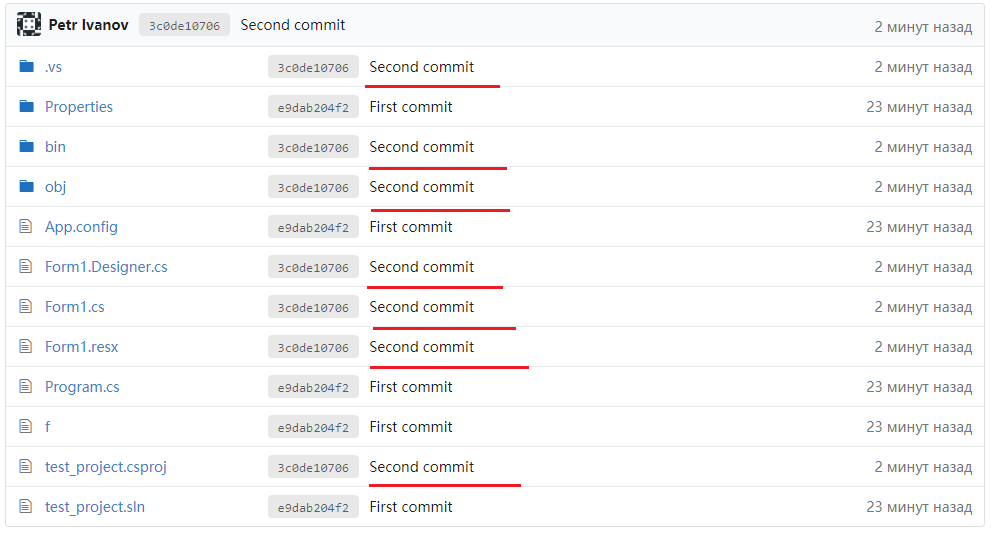 Petr Ivanov 3c0de10706 Second commit 2 минут назад
.vs 3c0de10706 Second commit 2 минут назад
Properties e9dab204f2 First commit 23 минут назад
bin 3c0de10706 Second commit 2 минут назад
obj 3c0de10706 Second commit 2 минут назад
App.config e9dab204f2 First commit 23 минут назад
Form1.Designer.cs 3c0de10706 Second commit 2 минут назад
Form1.cs 3c0de10706 Second commit 2 минут назад
Form1.resx 3c0de10706 Second commit 2 минут назад
Program.cs e9dab204f2 First commit 23 минут назад
f e9dab204f2 First commit 23 минут назад
test_project.csproj 3c0de10706 Second commit 2 минут назад
test_project.sln e9dab204f2 First commit 23 минут назад